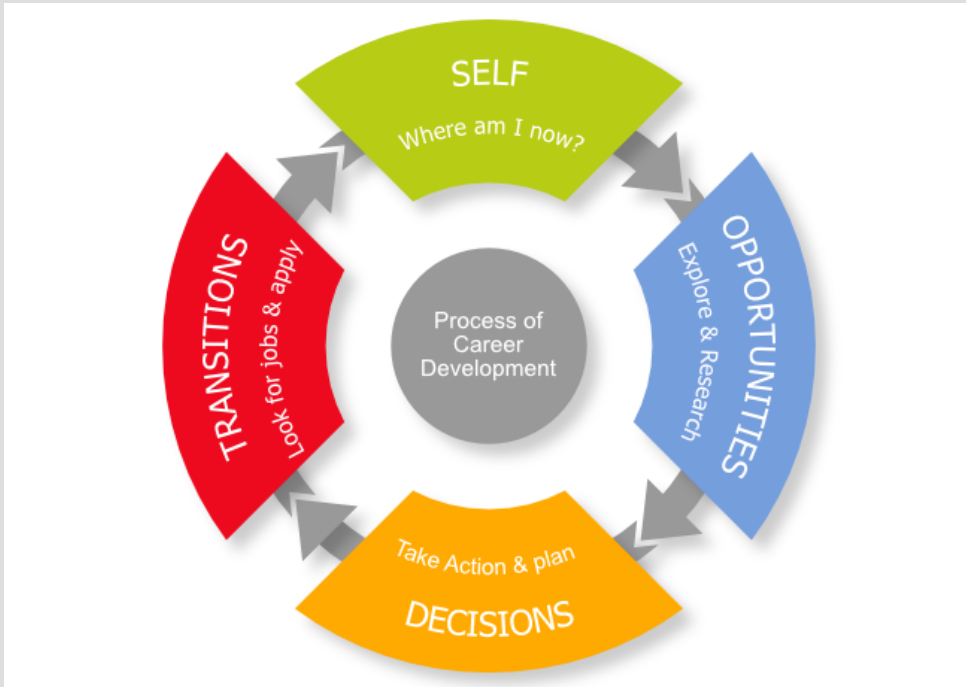 SELF
Where am I now?
OPPORTUNITIES
Explore & Research
Process of
Career
Development
Take Action & plan
DECISIONS
TRANSITIONS
Look for jobs & apply